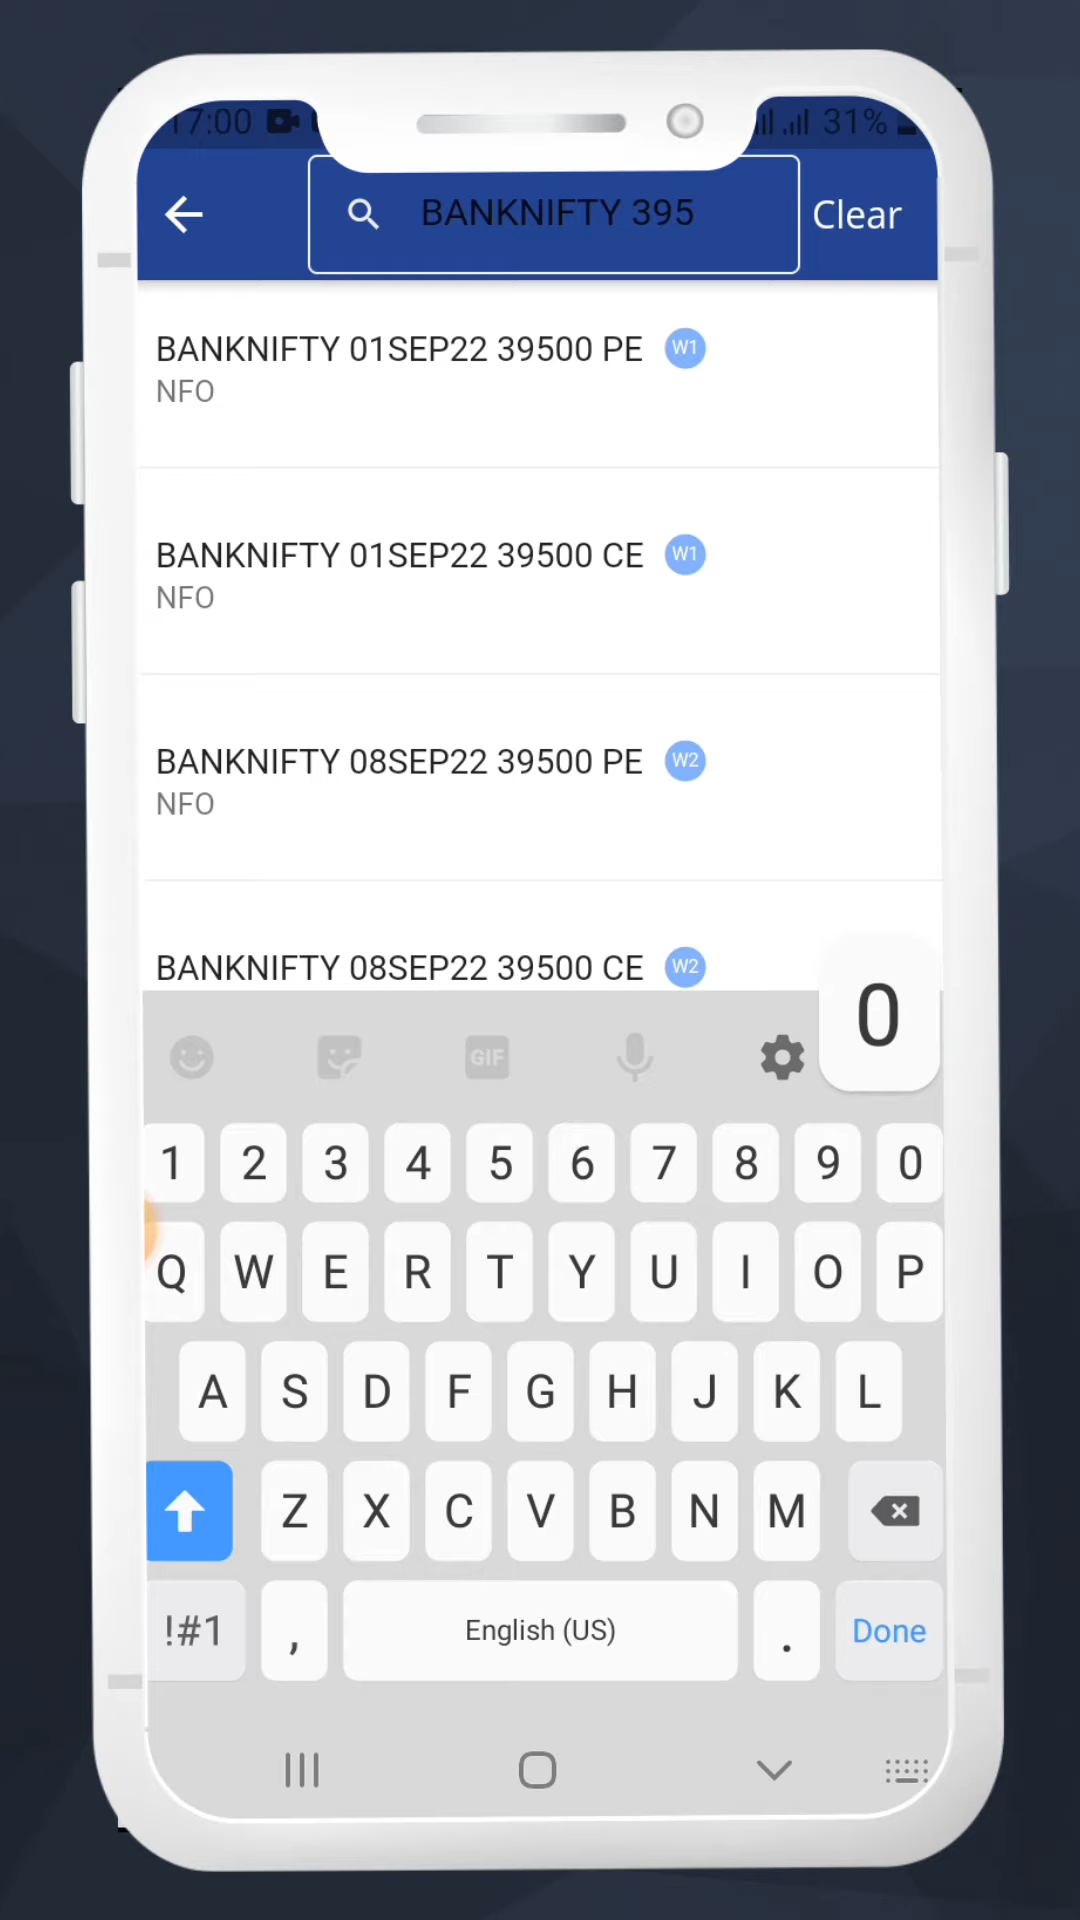 17:00 31%
BANKNIFTY 395 Clear
BANKNIFTY 01SEP22 39500 PE W1
NFO
BANKNIFTY 01SEP22 39500 CE W1
NFO
BANKNIFTY 08SEP22 39500 PE W2
NFO
BANKNIFTY 08SEP22 39500 CE W2
0
GIF
1 2 3 4 5 6 7 8 9 0
Q W E R T Y U I O P
A S D F G H J K L
Z X C V B N M
!#1 , English (US) . Done